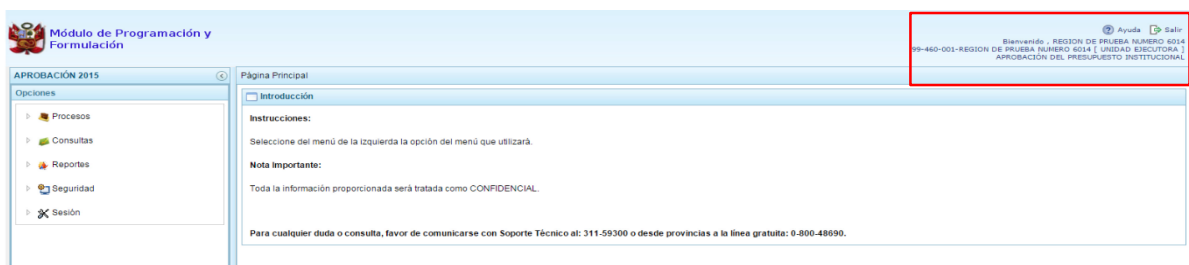 Módulo de Programación y
Formulación
Ayuda Salir
Bienvenido , REGION DE PRUEBA NUMERO 6014
99-460-001-REGION DE PRUEBA NUMERO 6014 [ UNIDAD EJECUTORA ]
APROBACIÓN DEL PRESUPUESTO INSTITUCIONAL
APROBACIÓN 2015
Opciones
Procesos
Consultas
Reportes
Seguridad
Sesión
Página Principal
Introducción
Instrucciones:
Seleccione del menú de la izquierda la opción del menú que utilizará.
Nota Importante:
Toda la información proporcionada será tratada como CONFIDENCIAL.
Para cualquier duda o consulta, favor de comunicarse con Soporte Técnico al: 311-59300 o desde provincias a la línea gratuita: 0-800-48690.